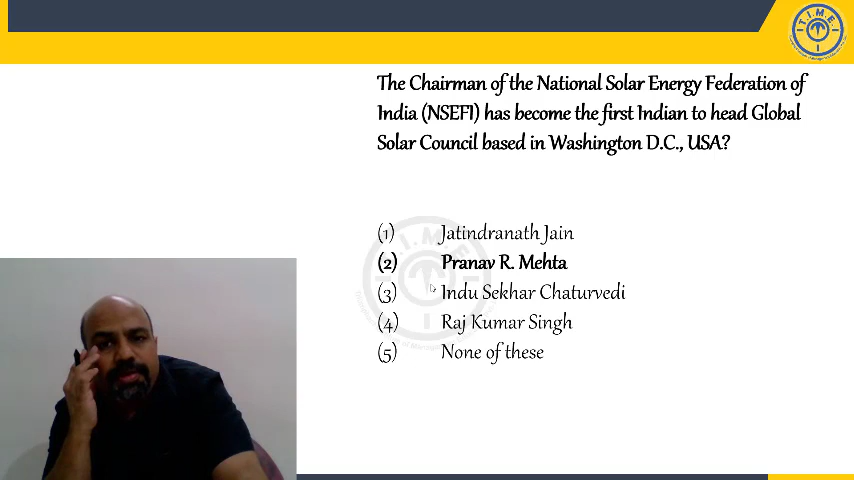 T.I.M.E.
The Chairman of the National Solar Energy Federation of
India (NSEFI) has become the first Indian to head Global
Solar Council based in Washington D.C., USA?
(1) Jatindranath Jain
(2) Pranav R. Mehta
(3) Indu Sekhar Chaturvedi
(4) Raj Kumar Singh
(5) None of these